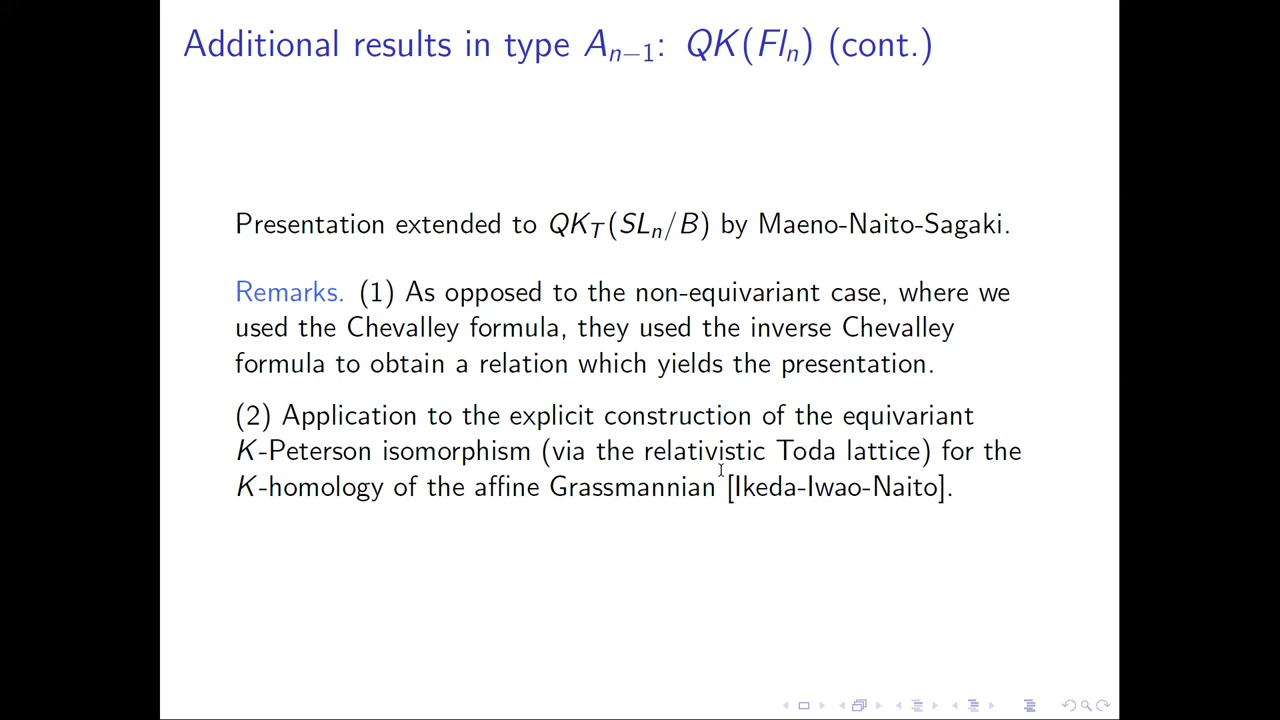 Additional results in type Aₙ₋₁: QK(Flₙ) (cont.)
Presentation extended to QK_T(SLₙ/B) by Maeno-Naito-Sagaki.
Remarks. (1) As opposed to the non-equivariant case, where we
used the Chevalley formula, they used the inverse Chevalley
formula to obtain a relation which yields the presentation.
(2) Application to the explicit construction of the equivariant
K-Peterson isomorphism (via the relativistic Toda lattice) for the
K-homology of the affine Grassmannian [Ikeda-Iwao-Naito].